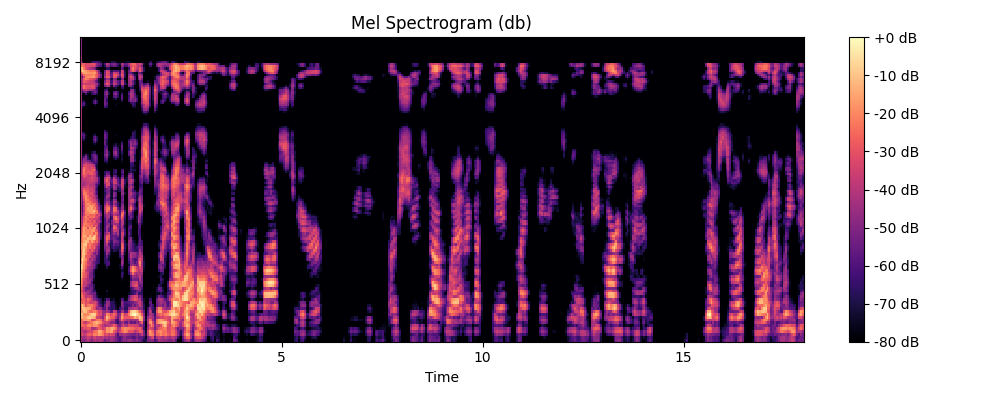 Mel Spectrogram (db)
Hz
8192
4096
2048
1024
512
0
0 5 10 15
Time
+0 dB
-10 dB
-20 dB
-30 dB
-40 dB
-50 dB
-60 dB
-70 dB
-80 dB